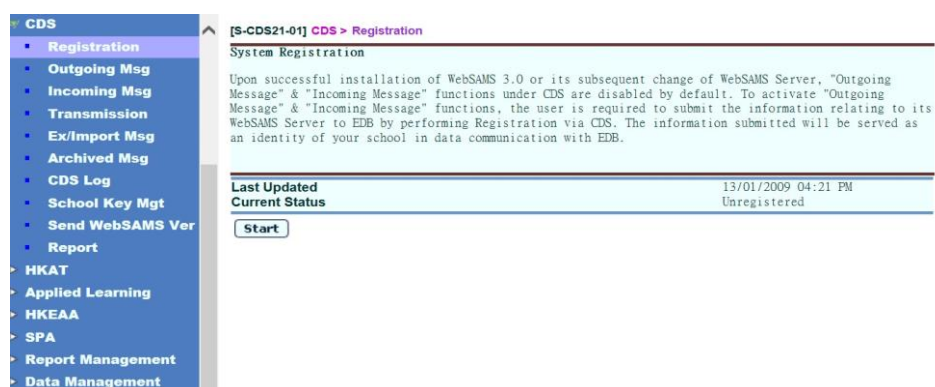 CDS
Registration
Outgoing Msg
Incoming Msg
Transmission
Ex/Import Msg
Archived Msg
CDS Log
School Key Mgt
Send WebSAMS Ver
Report
HKAT
Applied Learning
HKEAA
SPA
Report Management
Data Management
[S-CDS21-01] CDS > Registration
System Registration
Upon successful installation of WebSAMS 3.0 or its subsequent change of WebSAMS Server, "Outgoing
Message" & "Incoming Message" functions under CDS are disabled by default. To activate "Outgoing
Message" & "Incoming Message" functions, the user is required to submit the information relating to its
WebSAMS Server to EDB by performing Registration via CDS. The information submitted will be served as
an identity of your school in data communication with EDB.
Last Updated 13/01/2009 04:21 PM
Current Status Unregistered
Start